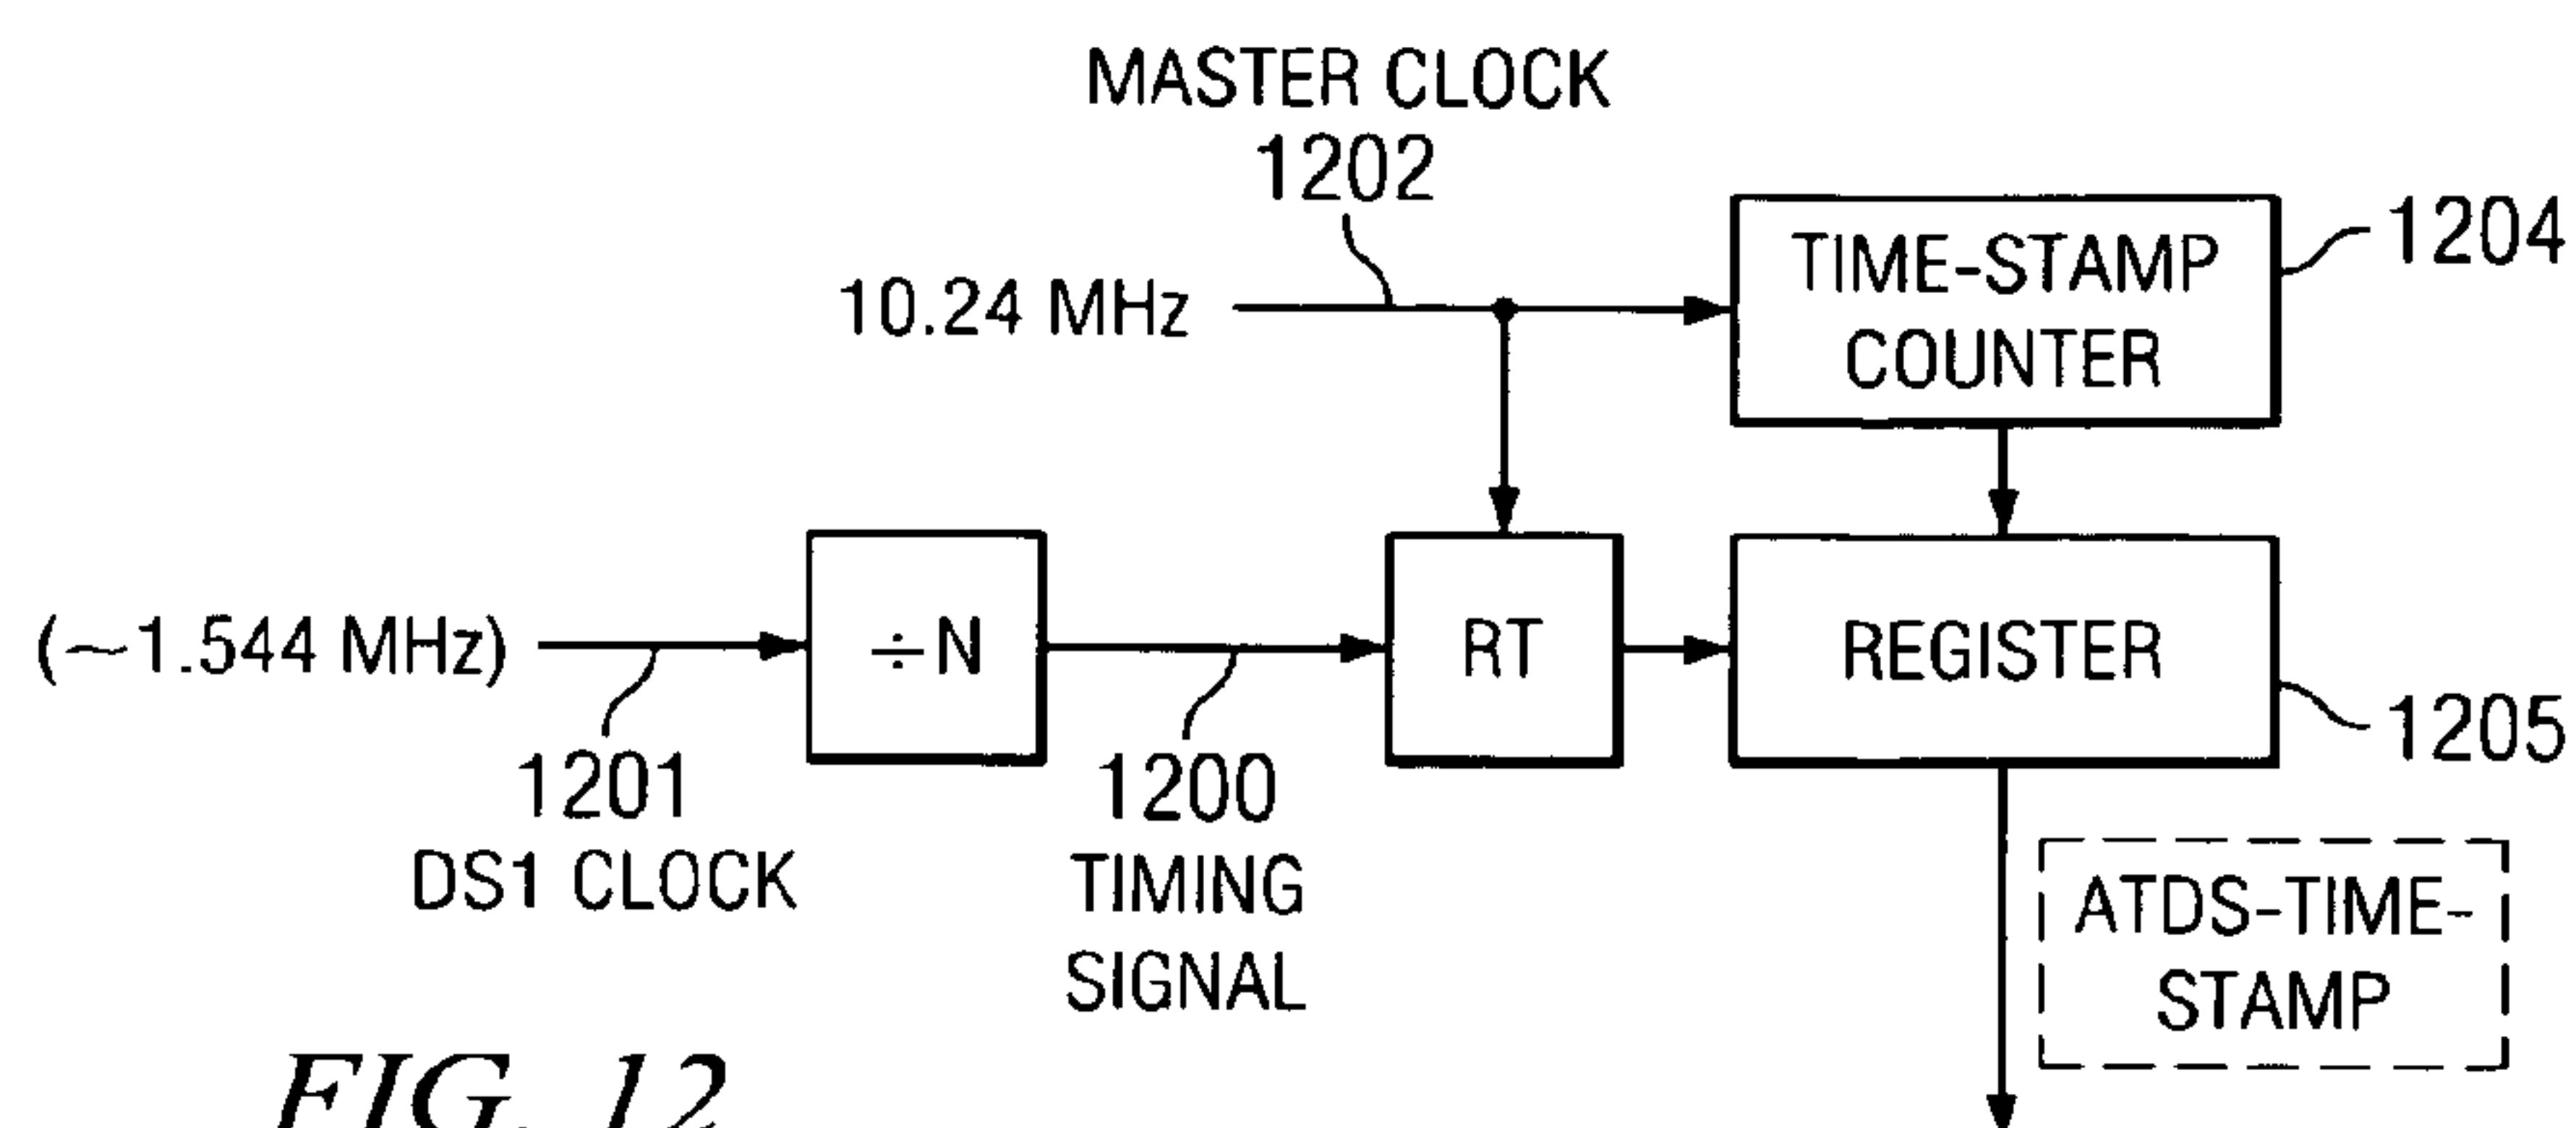 MASTER CLOCK
1202
10.24 MHz
TIME-STAMP
COUNTER
1204
(~1.544 MHz)
÷N
RT
REGISTER
1201
DS1 CLOCK
1200
TIMING
SIGNAL
1205
ATDS-TIME-
STAMP
FIG. 12